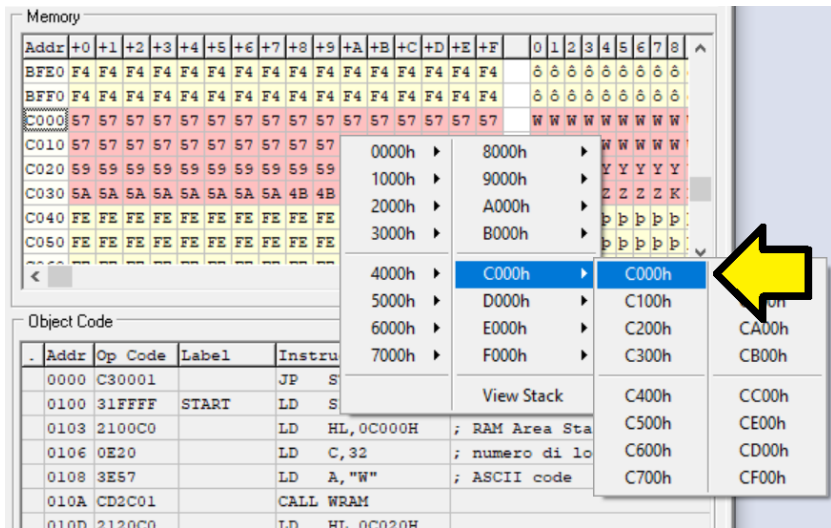 Memory
Addr +0 +1 +2 +3 +4 +5 +6 +7 +8 +9 +A +B +C +D +E +F 0 1 2 3 4 5 6 7 8
BFE0 F4 F4 F4 F4 F4 F4 F4 F4 F4 F4 F4 F4 F4 F4 F4 F4 ô ô ô ô ô ô ô ô ô
BFF0 F4 F4 F4 F4 F4 F4 F4 F4 F4 F4 F4 F4 F4 F4 F4 F4 ô ô ô ô ô ô ô ô ô
C000 57 57 57 57 57 57 57 57 57 57 57 57 57 57 57 57 W W W W W W W W W
C010 57 57 57 57 57 57 57 57 57 57 W W W W W
C020 59 59 59 59 59 59 59 59 59 59 Y Y Y Y Y
C030 5A 5A 5A 5A 5A 5A 5A 5A 4B 4B Z Z Z Z K
C040 FE FE FE FE FE FE FE FE FE FE þ þ þ þ þ
C050 FE FE FE FE FE FE FE FE FE FE þ þ þ þ þ
0000h 8000h
1000h 9000h
2000h A000h
3000h B000h
4000h C000h C000h
5000h D000h C100h
6000h E000h C200h CA00h
7000h F000h C300h CB00h
View Stack C400h CC00h
C500h CE00h
C600h CD00h
C700h CF00h
Object Code
. Addr Op Code Label
0000 C30001 JP
0100 31FFFF START LD
0103 2100C0 LD HL,0C000H ; RAM Area Sta
0106 0E20 LD C,32 ; numero di lo
0108 3E57 LD A,"W" ; ASCII code
010A CD2C01 CALL WRAM
010D 2120C0 LD HL,0C020H